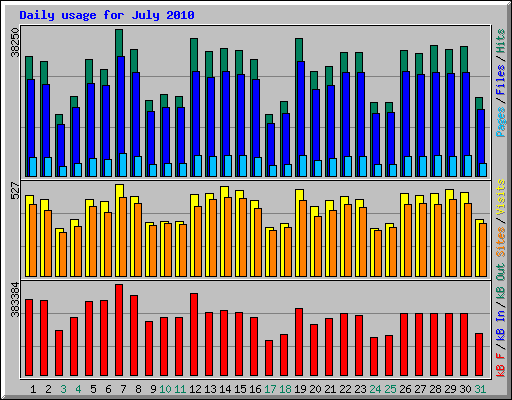 Daily usage for July 2010
38250
Pages / Files / Hits
527
Sites / Visits
383384
kB F / kB In / kB Out
1 2 3 4 5 6 7 8 9 10 11 12 13 14 15 16 17 18 19 20 21 22 23 24 25 26 27 28 29 30 31